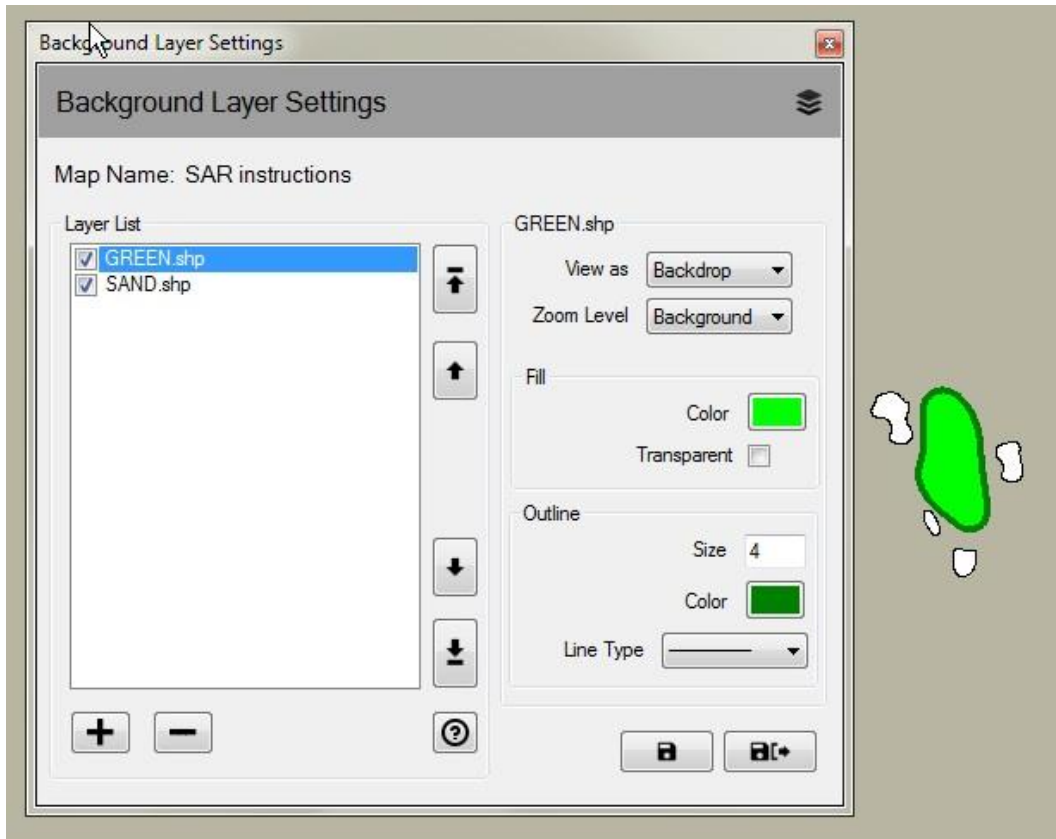 Background Layer Settings
Background Layer Settings
Map Name: SAR instructions
Layer List
GREEN.shp
SAND.shp
GREEN.shp
View as Backdrop
Zoom Level Background
Fill
Color
Transparent
Outline
Size 4
Color
Line Type